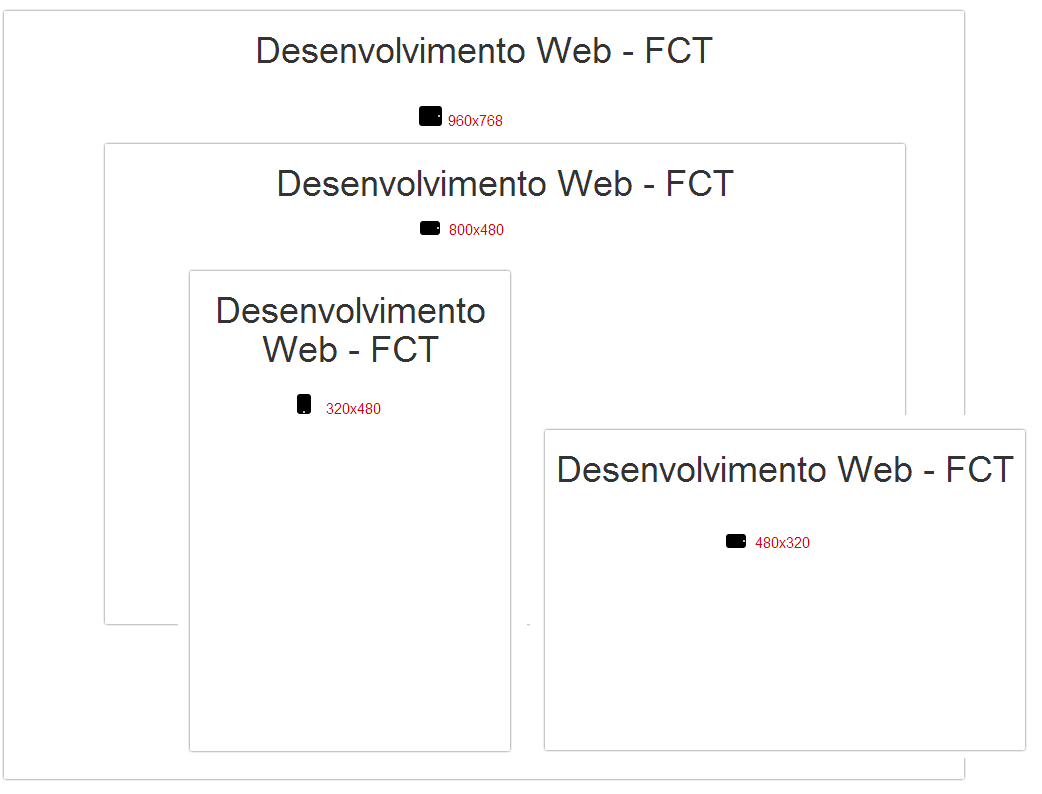 Desenvolvimento Web - FCT
960x768
Desenvolvimento Web - FCT
800x480
Desenvolvimento
Web - FCT
320x480
Desenvolvimento Web - FCT
480x320